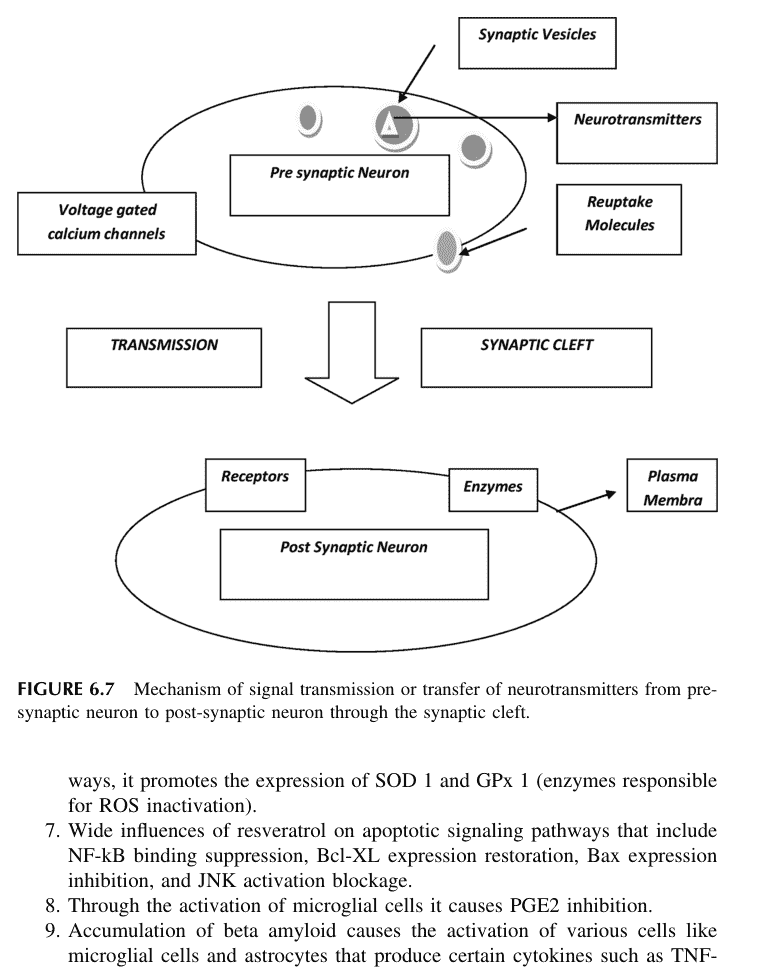 Synaptic Vesicles
Neurotransmitters
Pre synaptic Neuron
Voltage gated
calcium channels
Reuptake
Molecules
TRANSMISSION
SYNAPTIC CLEFT
Receptors
Enzymes
Plasma
Membra
Post Synaptic Neuron
FIGURE 6.7 Mechanism of signal transmission or transfer of neurotransmitters from pre-
synaptic neuron to post-synaptic neuron through the synaptic cleft.
ways, it promotes the expression of SOD 1 and GPx 1 (enzymes responsible
for ROS inactivation).
7. Wide influences of resveratrol on apoptotic signaling pathways that include
NF-kB binding suppression, Bcl-XL expression restoration, Bax expression
inhibition, and JNK activation blockage.
8. Through the activation of microglial cells it causes PGE2 inhibition.
9. Accumulation of beta amyloid causes the activation of various cells like
microglial cells and astrocytes that produce certain cytokines such as TNF-